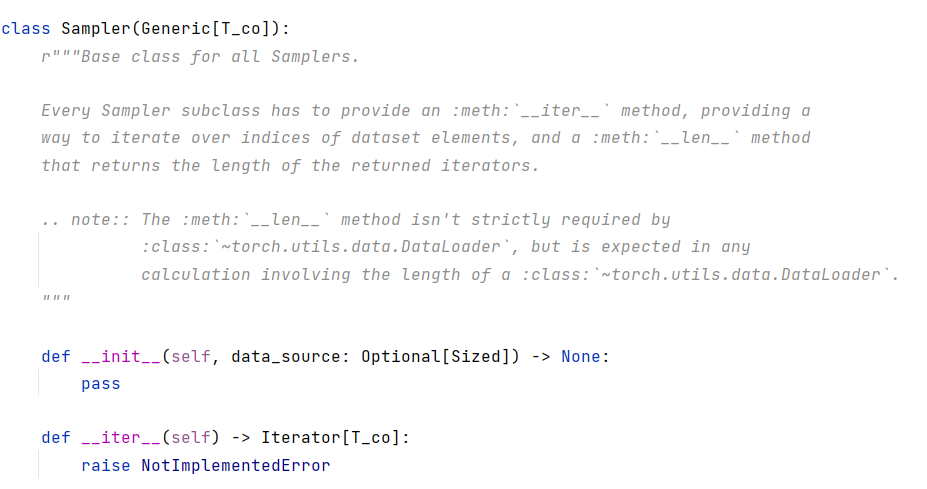 class Sampler(Generic[T_co]):
    r"""Base class for all Samplers.

    Every Sampler subclass has to provide an :meth:`__iter__` method, providing a
    way to iterate over indices of dataset elements, and a :meth:`__len__` method
    that returns the length of the returned iterators.

    .. note:: The :meth:`__len__` method isn't strictly required by
              :class:`~torch.utils.data.DataLoader`, but is expected in any
              calculation involving the length of a :class:`~torch.utils.data.DataLoader`.
    """

    def __init__(self, data_source: Optional[Sized]) -> None:
        pass

    def __iter__(self) -> Iterator[T_co]:
        raise NotImplementedError